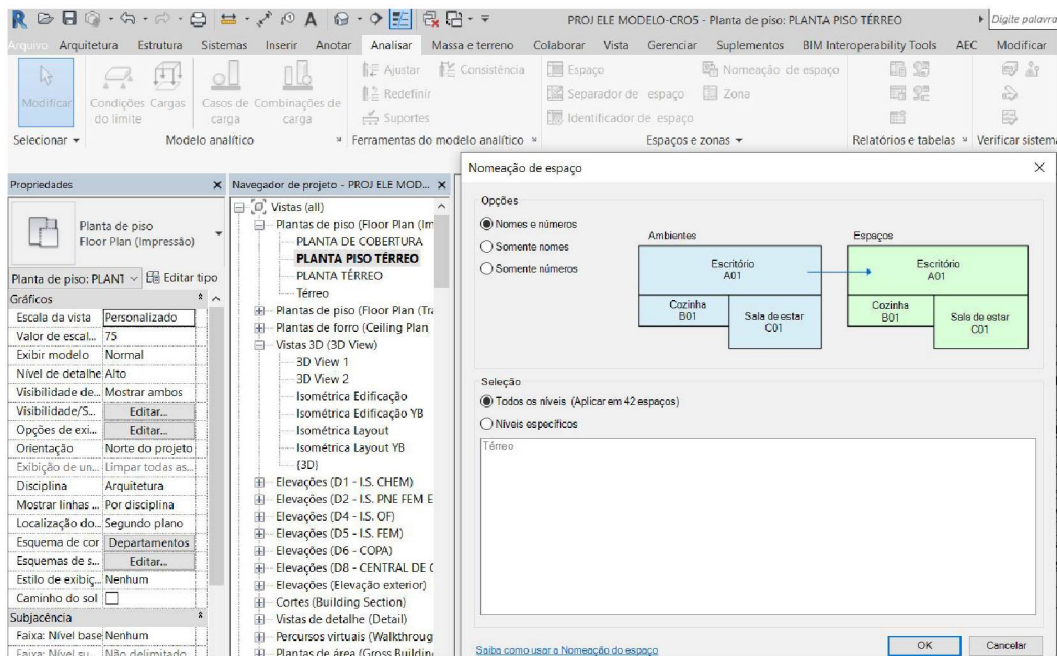 PROJ ELE MODELO-CRO5 - Planta de piso: PLANTA PISO TÉRREO
Digite palavra
Arquivo Arquitetura Estrutura Sistemas Inserir Anotar Analisar Massa e terreno Colaborar Vista Gerenciar Suplementos BIM Interoperability Tools AEC Modificar
Modificar
Condições do limite
Cargas
Casos de carga
Combinações de carga
Ajustar
Redefinir
Suportes
Consistência
Espaço
Separador de espaço
Identificador de espaço
Nomeação de espaço
Zona
Selecionar
Modelo analítico
Ferramentas do modelo analítico
Espaços e zonas
Relatórios e tabelas
Verificar sistema
Propriedades
Planta de piso
Floor Plan (Impressão)
Planta de piso: PLANT
Editar tipo
Gráficos
Escala da vista Personalizado
Valor de escal... 75
Exibir modelo Normal
Nível de detalhe Alto
Visibilidade de... Mostrar ambos
Visibilidade/S... Editar...
Opções de exi... Editar...
Orientação Norte do projeto
Exibição de un... Limpar todas as...
Disciplina Arquitetura
Mostrar linhas ... Por disciplina
Localização do... Segundo plano
Esquema de cor Departamentos
Esquemas de s... Editar...
Estilo de exibiç... Nenhum
Caminho do sol
Subjacência
Faixa: Nível base Nenhum
Faixa: Nível su... Não delimitado
Navegador de projeto - PROJ ELE MOD...
Vistas (all)
Plantas de piso (Floor Plan (Im
PLANTA DE COBERTURA
PLANTA PISO TÉRREO
PLANTA TÉRREO
Térreo
Plantas de piso (Floor Plan (Tra
Plantas de forro (Ceiling Plan
Vistas 3D (3D View)
3D View 1
3D View 2
Isométrica Edificação
Isométrica Edificação YB
Isométrica Layout
Isométrica Layout YB
{3D}
Elevações (D1 - I.S. CHEM)
Elevações (D2 - I.S. PNE FEM E
Elevações (D4 - I.S. OF)
Elevações (D5 - I.S. FEM)
Elevações (D6 - COPA)
Elevações (D8 - CENTRAL DE C
Elevações (Elevação exterior)
Cortes (Building Section)
Vistas de detalhe (Detail)
Percursos virtuais (Walkthroug
Plantas de área (Gross Building
Nomeação de espaço
Opções
Nomes e números
Somente nomes
Somente números
Ambientes
Escritório
A01
Cozinha
B01
Sala de estar
C01
Espaços
Escritório
A01
Cozinha
B01
Sala de estar
C01
Seleção
Todos os níveis (Aplicar em 42 espaços)
Níveis específicos
Térreo
Saiba como usar a Nomeação do espaço
OK
Cancelar